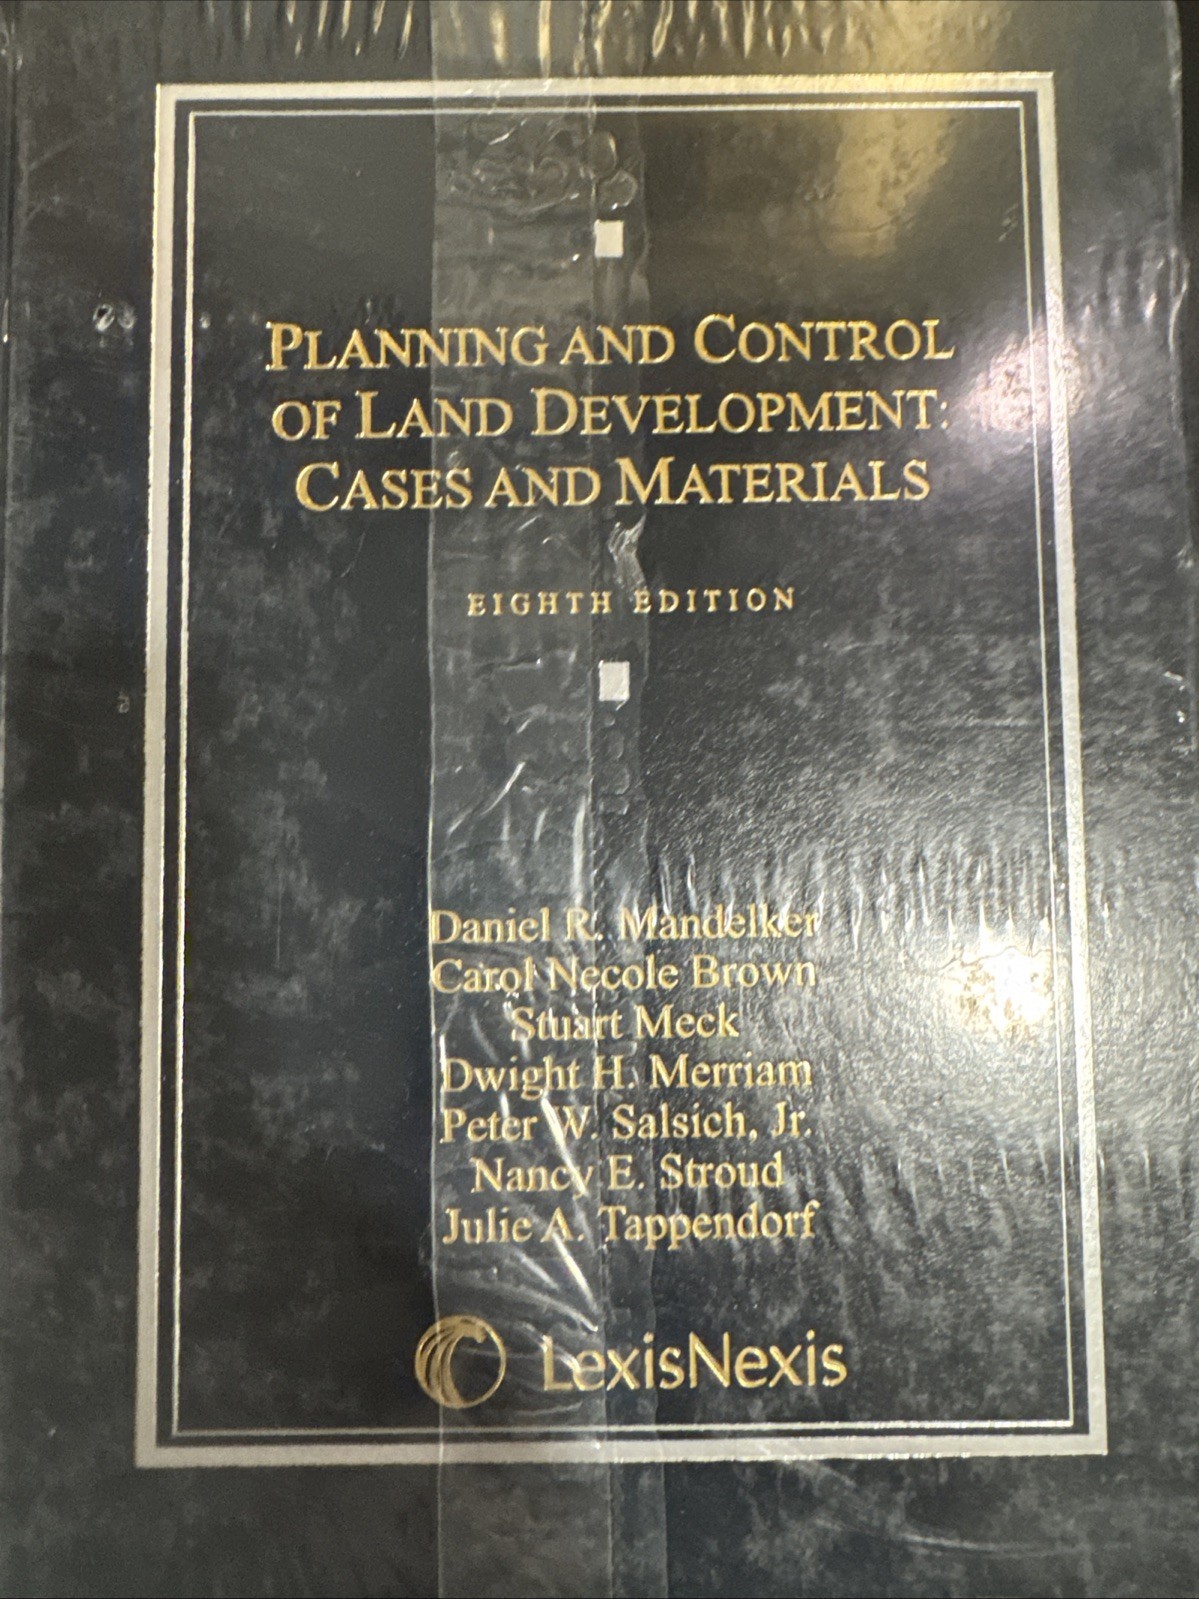 PLANNING AND CONTROL
OF LAND DEVELOPMENT:
CASES AND MATERIALS
EIGHTH EDITION
Daniel R. Mandelker
Carol Necole Brown
Stuart Meck
Dwight H. Merriam
Peter W. Salsich, Jr.
Nancy E. Stroud
Julie A. Tappendorf
LexisNexis